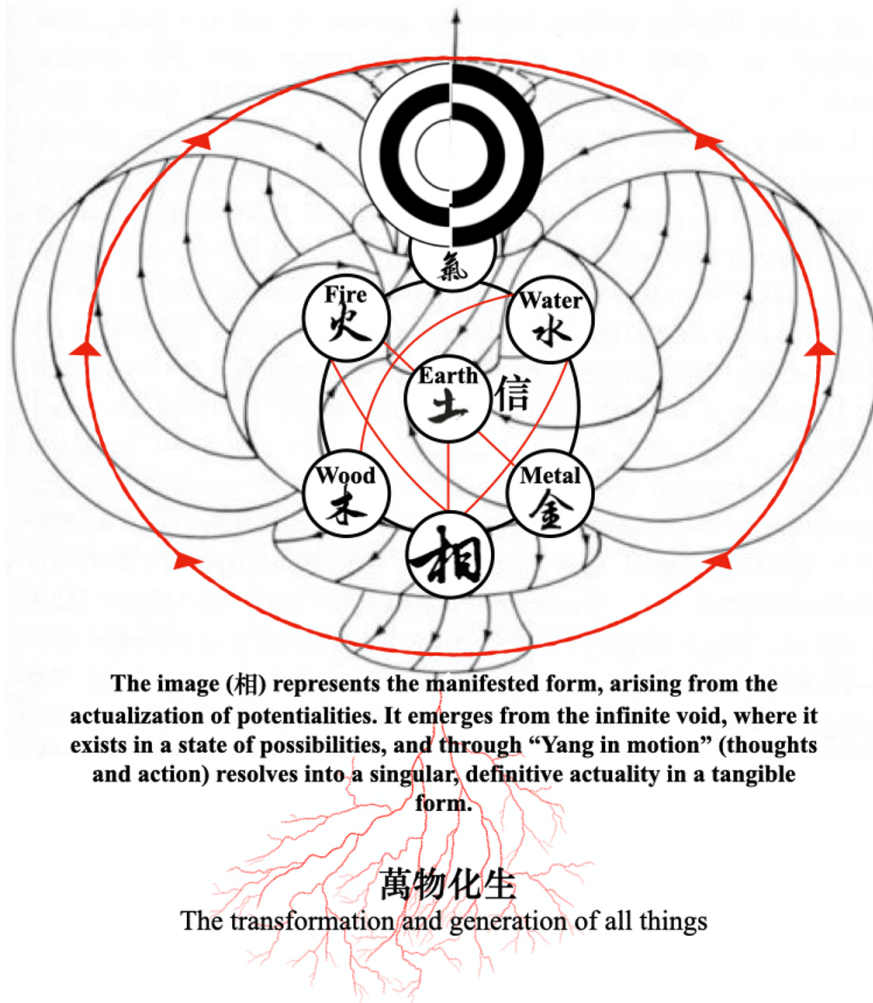 氣
Fire
火
Water
水
Earth
土
信
Wood
木
Metal
金
相
The image (相) represents the manifested form, arising from the
actualization of potentialities. It emerges from the infinite void, where it
exists in a state of possibilities, and through “Yang in motion” (thoughts
and action) resolves into a singular, definitive actuality in a tangible
form.
萬物化生
The transformation and generation of all things